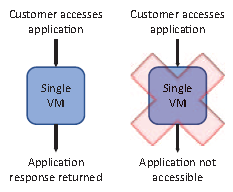 Customer accesses
application
Single
VM
Application
response returned
Customer accesses
application
Single
VM
Application not
accessible